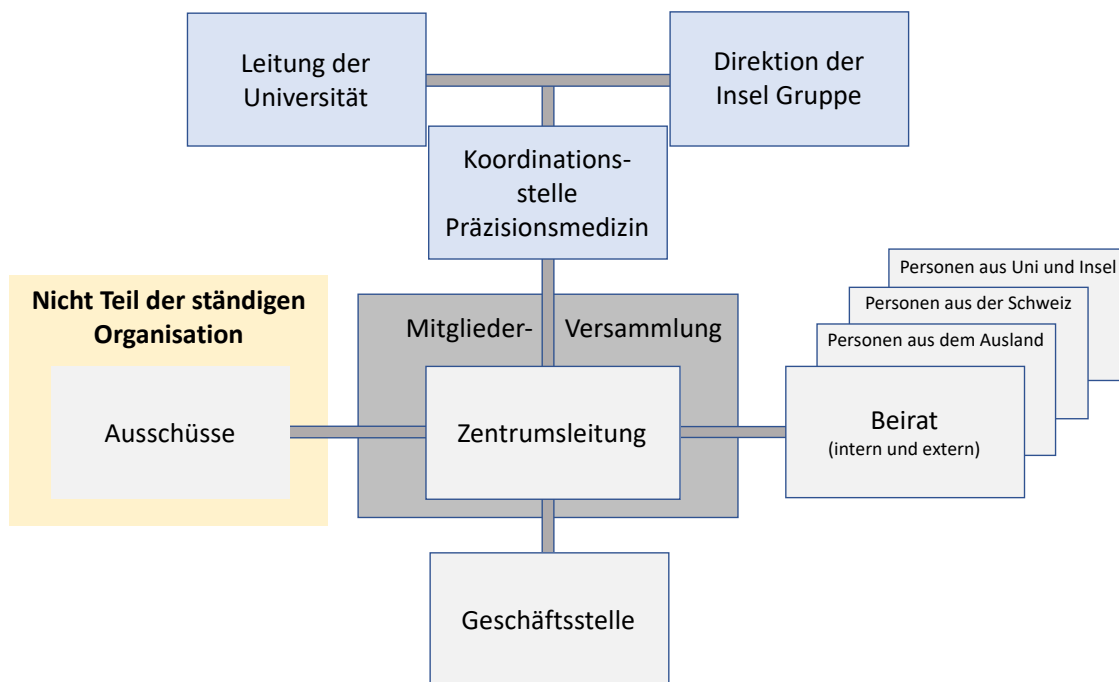 Leitung der
Universität
Direktion der
Insel Gruppe
Koordinations-
stelle
Präzisionsmedizin
Nicht Teil der ständigen
Organisation
Ausschüsse
Mitglieder- Versammlung
Zentrumsleitung
Personen aus Uni und Insel
Personen aus der Schweiz
Personen aus dem Ausland
Beirat
(intern und extern)
Geschäftsstelle